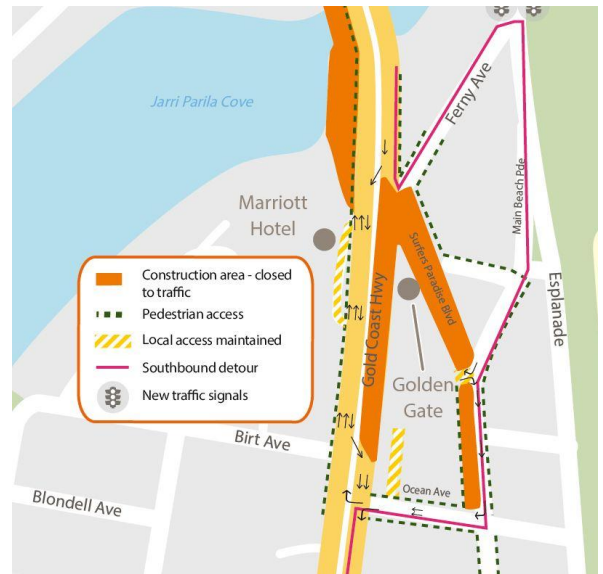 Jarri Parila Cove
Ferny Ave
Main Beach Pde
Marriott
Hotel
Surfers Paradise Blvd
Esplanade
Gold Coast Hwy
Construction area - closed
to traffic
Pedestrian access
Local access maintained
Southbound detour
New traffic signals
Golden
Gate
Birt Ave
Ocean Ave
Blondell Ave